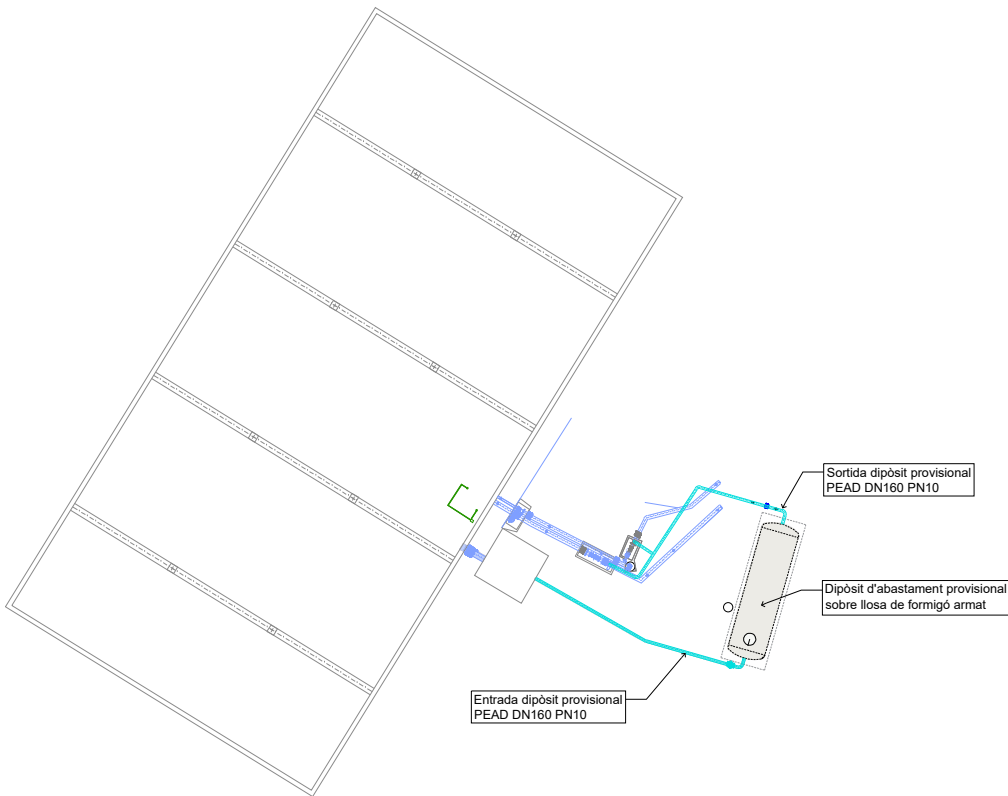 Sortida dipòsit provisional
PEAD DN160 PN10
Dipòsit d'abastament provisional
sobre llosa de formigó armat
Entrada dipòsit provisional
PEAD DN160 PN10